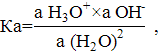 Ka=
a H₃O⁺×a OH⁻
a (H₂O)²
,